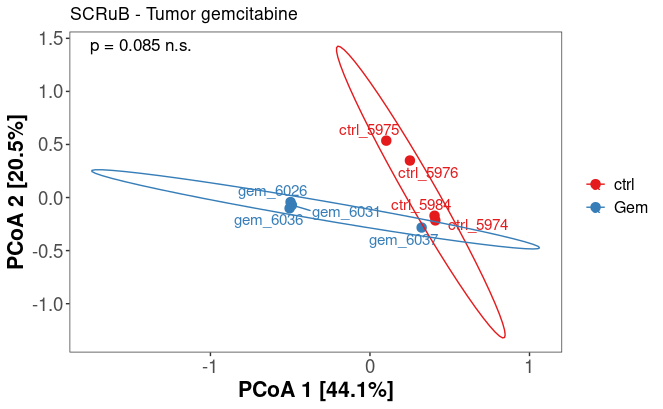 SCRuB - Tumor gemcitabine
p = 0.085 n.s.
PCoA 2 [20.5%]
1.5
1.0
0.5
0.0
-0.5
-1.0
ctrl_5975
ctrl_5976
gem_6026
ctrl_5984
gem_6031
gem_6036
ctrl_5974
gem_6037
ctrl
Gem
-1
0
1
PCoA 1 [44.1%]